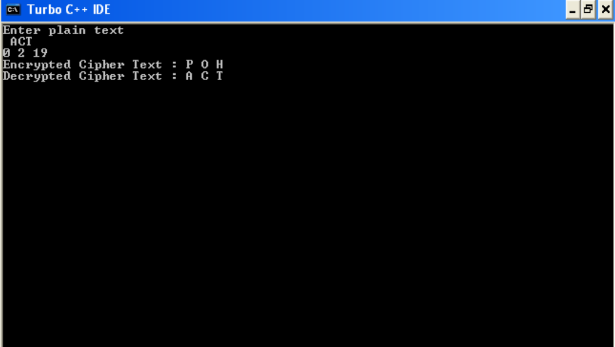 Turbo C++ IDE
Enter plain text
ACT
0 2 19
Encrypted Cipher Text : P O H
Decrypted Cipher Text : A C T